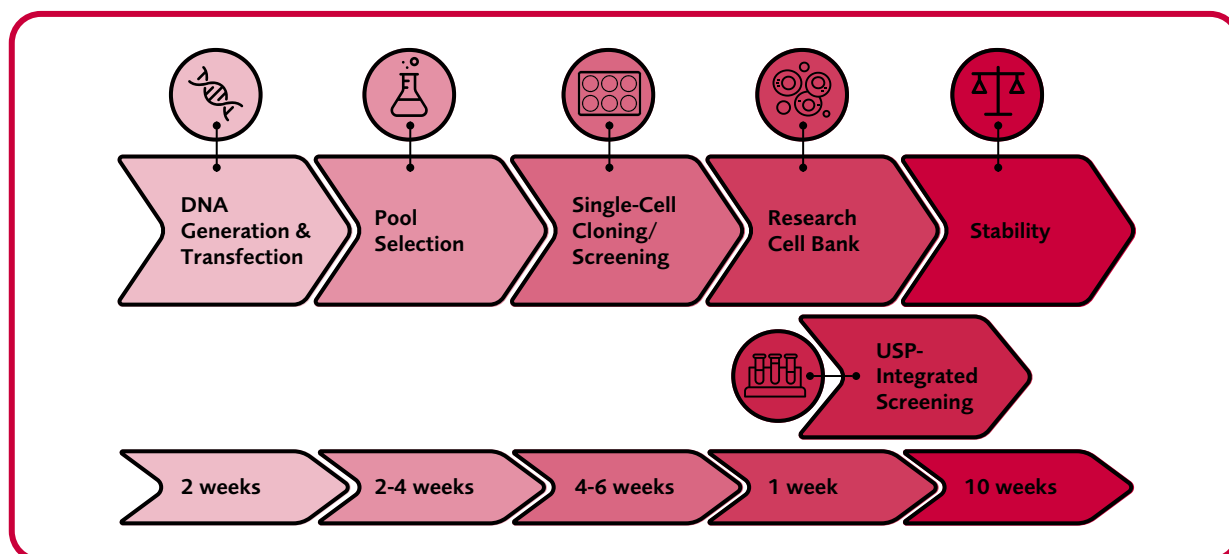 DNA
Generation &
Transfection
Pool
Selection
Single-Cell
Cloning/
Screening
Research
Cell Bank
Stability
USP-
Integrated
Screening
2 weeks
2-4 weeks
4-6 weeks
1 week
10 weeks